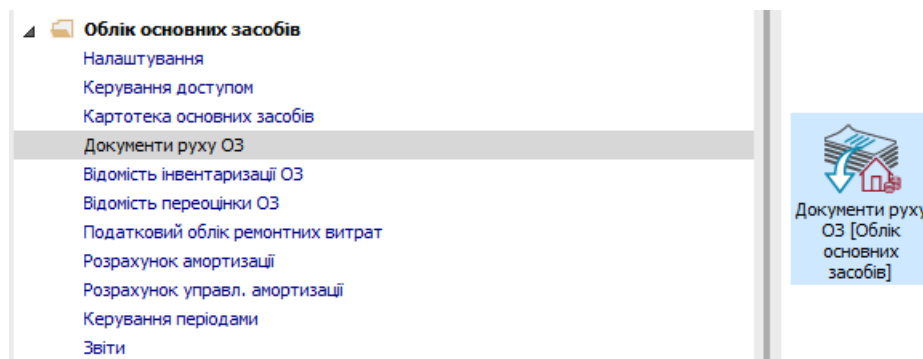 Облік основних засобів
Налаштування
Керування доступом
Картотека основних засобів
Документи руху ОЗ
Відомість інвентаризації ОЗ
Відомість переоцінки ОЗ
Податковий облік ремонтних витрат
Розрахунок амортизації
Розрахунок управл. амортизації
Керування періодами
Звіти
Документи руху
ОЗ [Облік
основних
засобів]